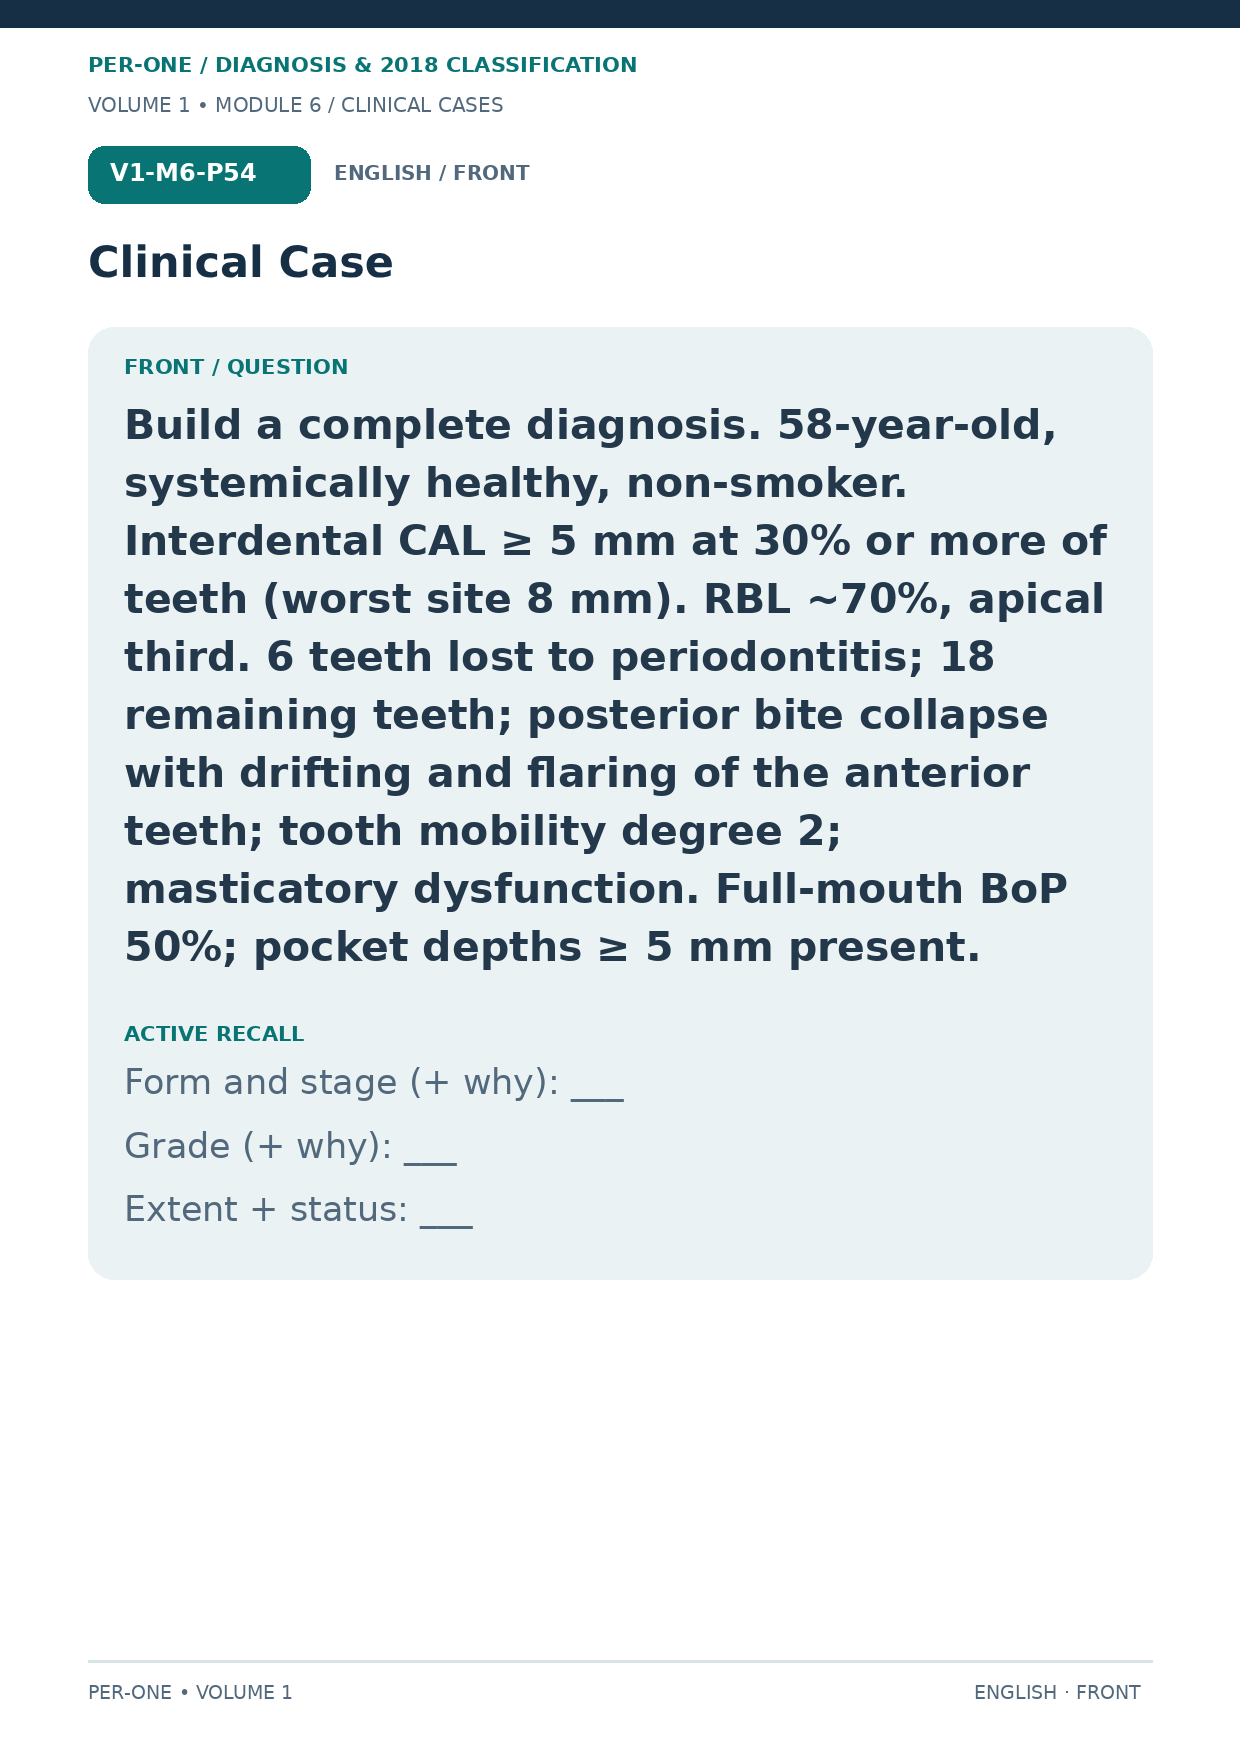 PER-ONE / DIAGNOSIS & 2018 CLASSIFICATION
VOLUME 1 • MODULE 6 / CLINICAL CASES
V1-M6-P54
ENGLISH / FRONT
Clinical Case
FRONT / QUESTION
Build a complete diagnosis. 58-year-old,
systemically healthy, non-smoker.
Interdental CAL ≥ 5 mm at 30% or more of
teeth (worst site 8 mm). RBL ~70%, apical
third. 6 teeth lost to periodontitis; 18
remaining teeth; posterior bite collapse
with drifting and flaring of the anterior
teeth; tooth mobility degree 2;
masticatory dysfunction. Full-mouth BoP
50%; pocket depths ≥ 5 mm present.
ACTIVE RECALL
Form and stage (+ why): ___
Grade (+ why): ___
Extent + status: ___
PER-ONE • VOLUME 1
ENGLISH · FRONT